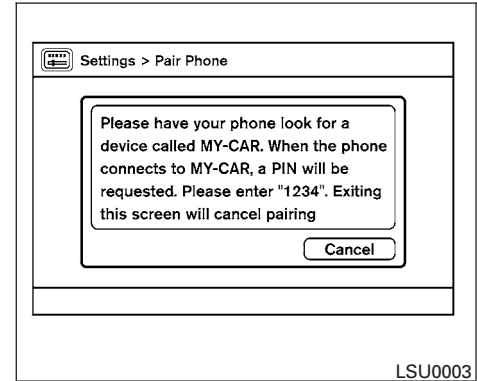 Settings > Pair Phone
Please have your phone look for a
device called MY-CAR. When the phone
connects to MY-CAR, a PIN will be
requested. Please enter "1234". Exiting
this screen will cancel pairing
Cancel
LSU0003